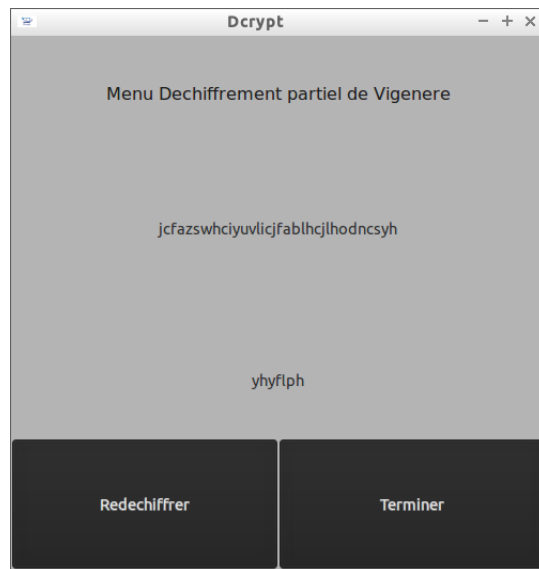 Dcrypt
Menu Dechiffrement partiel de Vigenere
jcfazswhciyuvlicjfablhcjlhodncsyh
yhyflph
Redechiffrer
Terminer